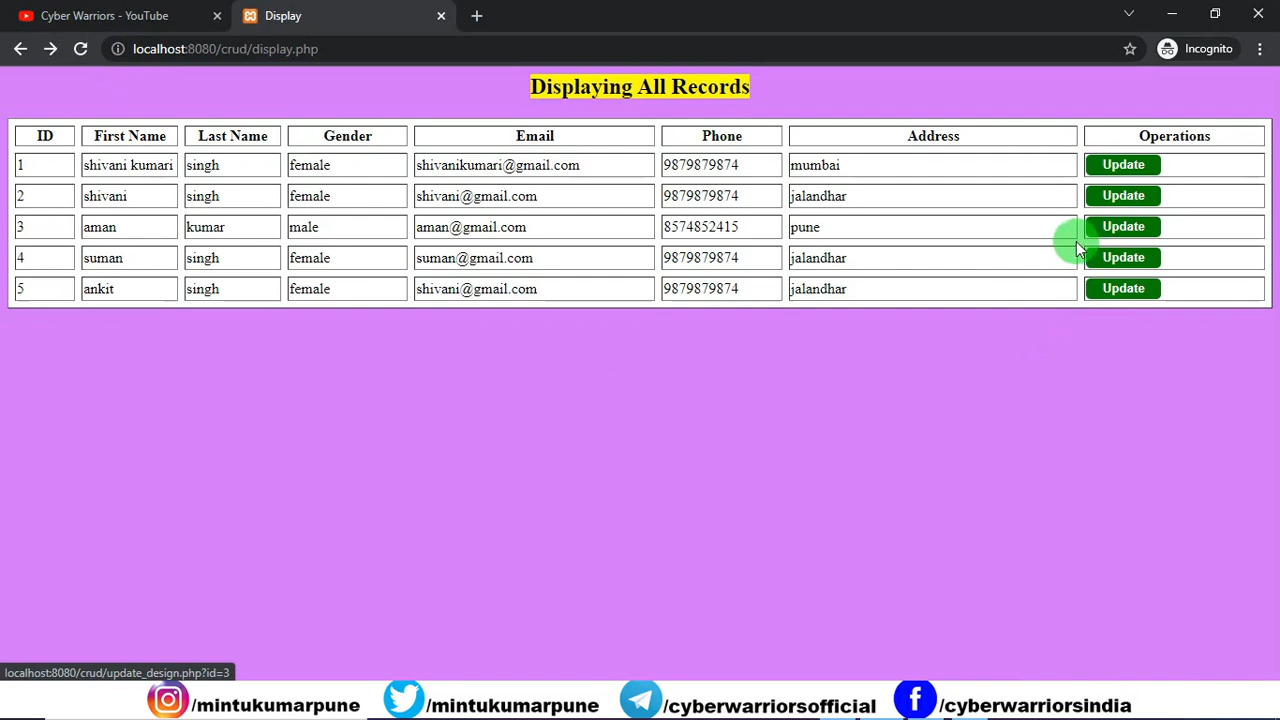 Cyber Warriors - YouTube
Display
localhost:8080/crud/display.php
Incognito
Displaying All Records
ID First Name Last Name Gender Email Phone Address Operations
1 shivani kumari singh female shivanikumari@gmail.com 9879879874 mumbai Update
2 shivani singh female shivani@gmail.com 9879879874 jalandhar Update
3 aman kumar male aman@gmail.com 8574852415 pune Update
4 suman singh female suman@gmail.com 9879879874 jalandhar Update
5 ankit singh female shivani@gmail.com 9879879874 jalandhar Update
localhost:8080/crud/update_design.php?id=3
/mintukumarpune /mintukumarpune /cyberwarriorsofficial /cyberwarriorsindia